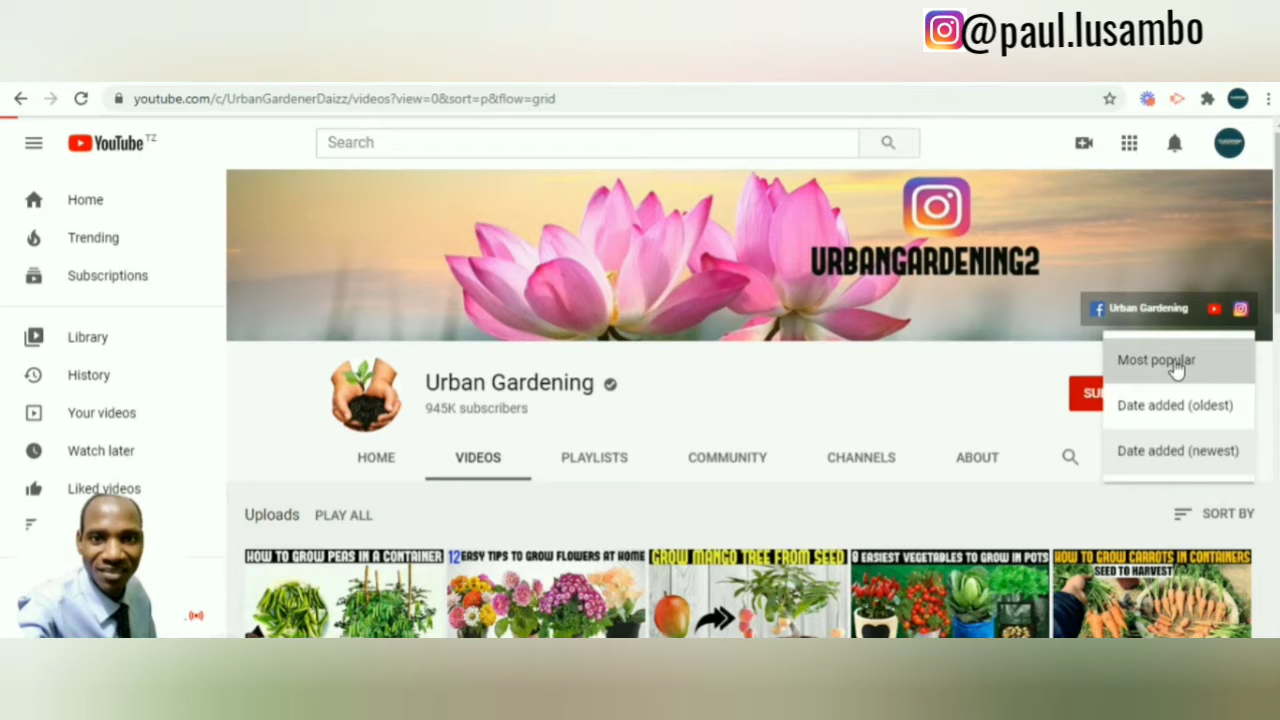 @paul.lusambo
youtube.com/c/UrbanGardenerDaizz/videos?view=0&sort=p&flow=grid
YouTube TZ
Search
Home
Trending
Subscriptions
Library
History
Your videos
Watch later
Liked videos
URBANGARDENING2
Urban Gardening
Urban Gardening
945K subscribers
Most popular
Date added (oldest)
Date added (newest)
HOME VIDEOS PLAYLISTS COMMUNITY CHANNELS ABOUT
Uploads PLAY ALL
SORT BY
HOW TO GROW PEAS IN A CONTAINER
12 EASY TIPS TO GROW FLOWERS AT HOME
GROW MANGO TREE FROM SEED
8 EASIEST VEGETABLES TO GROW IN POTS
HOW TO GROW CARROTS IN CONTAINERS
SEED TO HARVEST